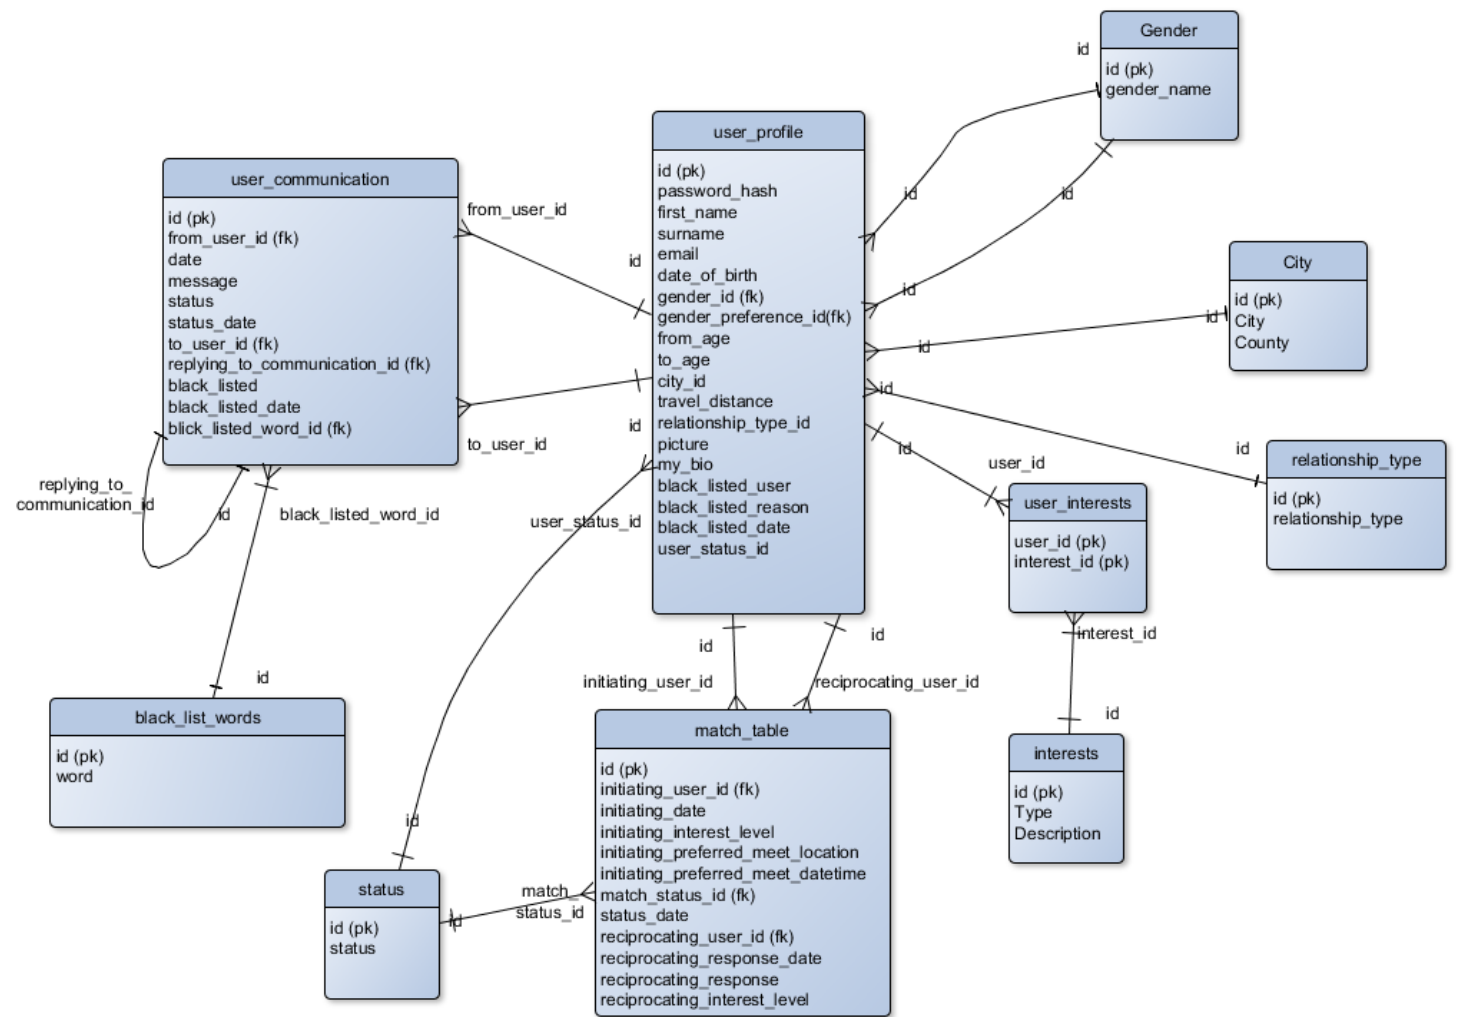 Gender
id (pk)
gender_name
id
id
id
id
user_profile
id (pk)
password_hash
first_name
surname
email
date_of_birth
gender_id (fk)
gender_preference_id(fk)
from_age
to_age
city_id
travel_distance
relationship_type_id
picture
my_bio
black_listed_user
black_listed_reason
black_listed_date
user_status_id
user_communication
id (pk)
from_user_id (fk)
date
message
status
status_date
to_user_id (fk)
replying_to_communication_id (fk)
black_listed
black_listed_date
blick_listed_word_id (fk)
from_user_id
id
to_user_id
id
replying_to_
communication_id
id
black_listed_word_id
id
user_status_id
id
City
id (pk)
City
County
id
id
relationship_type
id (pk)
relationship_type
id
id
user_interests
user_id (pk)
interest_id (pk)
id
user_id
interest_id
id
interests
id (pk)
Type
Description
id
initiating_user_id
id
reciprocating_user_id
black_list_words
id (pk)
word
match_table
id (pk)
initiating_user_id (fk)
initiating_date
initiating_interest_level
initiating_preferred_meet_location
initiating_preferred_meet_datetime
match_status_id (fk)
status_date
reciprocating_user_id (fk)
reciprocating_response_date
reciprocating_response
reciprocating_interest_level
status
id (pk)
status
id
match_
status_id